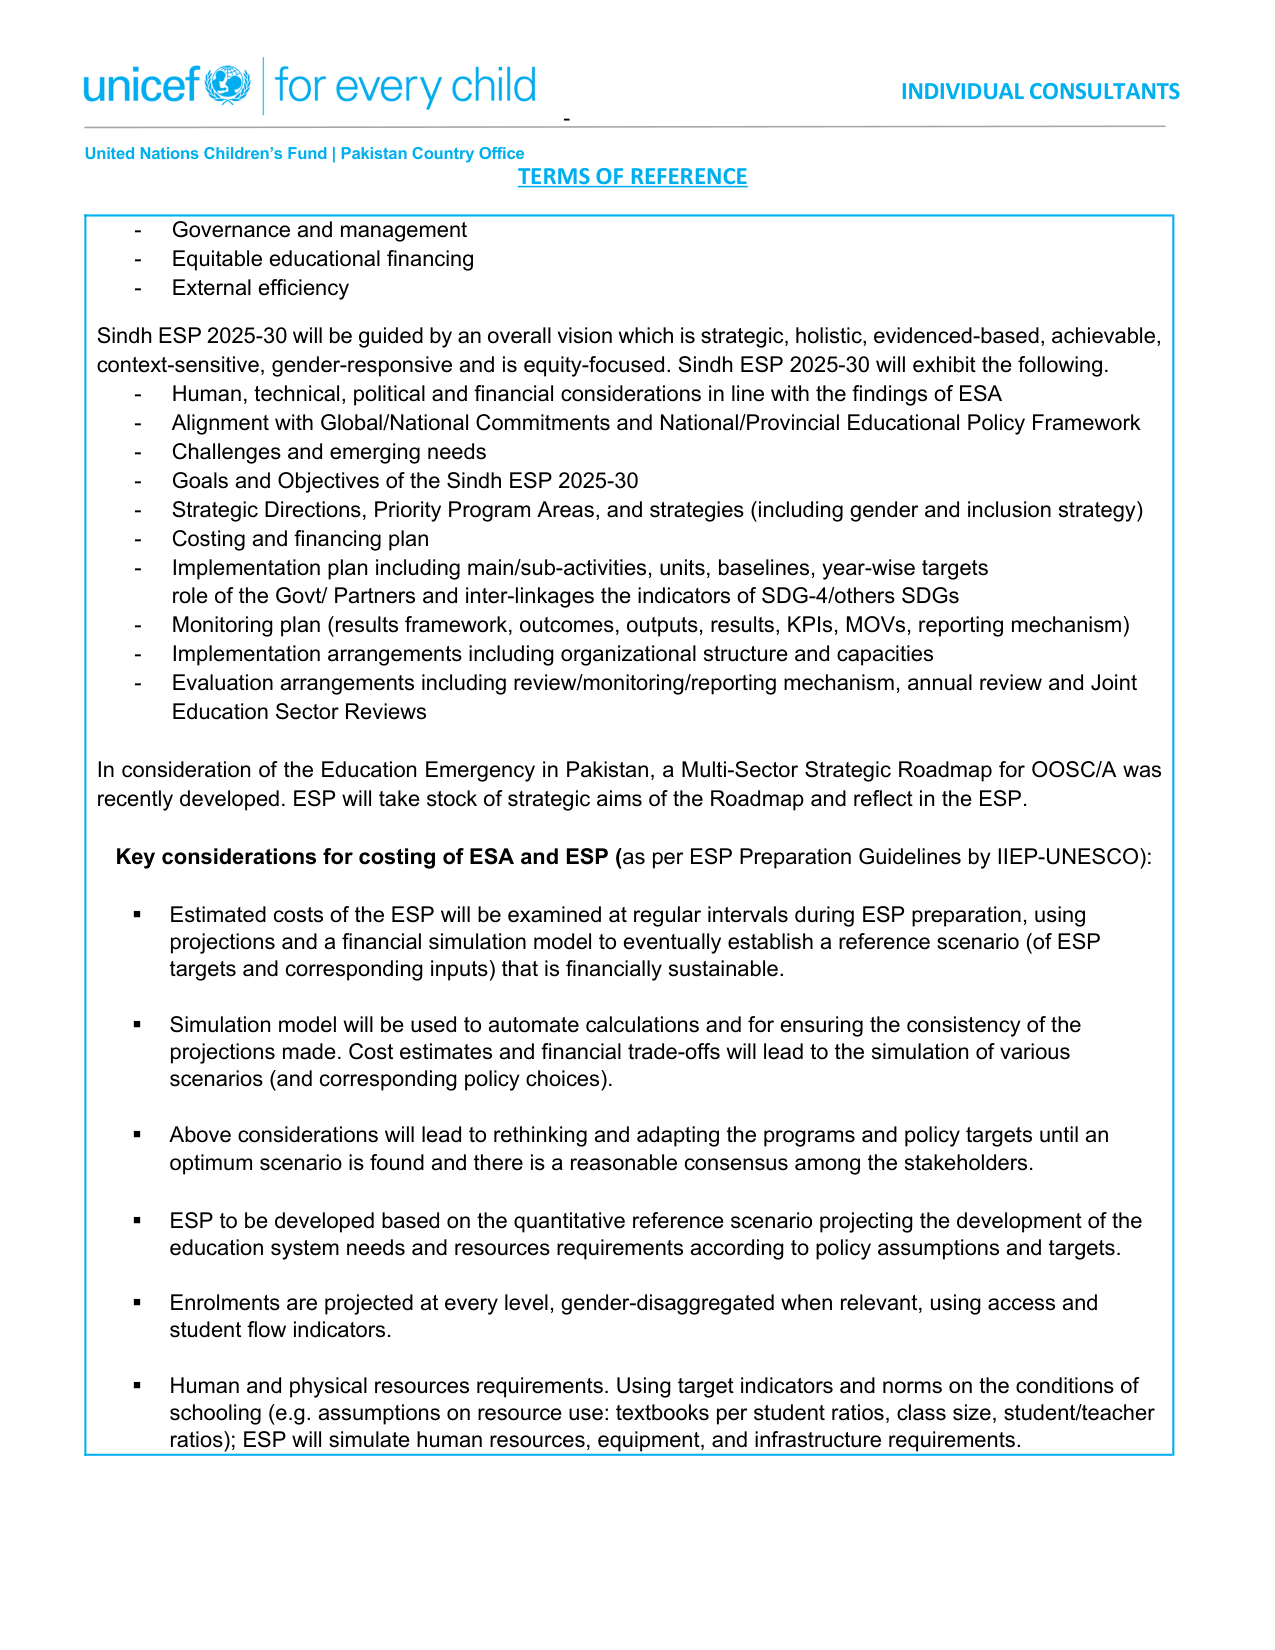 unicef | for every child
INDIVIDUAL CONSULTANTS
-
United Nations Children’s Fund | Pakistan Country Office
TERMS OF REFERENCE
- Governance and management
- Equitable educational financing
- External efficiency
Sindh ESP 2025-30 will be guided by an overall vision which is strategic, holistic, evidenced-based, achievable,
context-sensitive, gender-responsive and is equity-focused. Sindh ESP 2025-30 will exhibit the following.
- Human, technical, political and financial considerations in line with the findings of ESA
- Alignment with Global/National Commitments and National/Provincial Educational Policy Framework
- Challenges and emerging needs
- Goals and Objectives of the Sindh ESP 2025-30
- Strategic Directions, Priority Program Areas, and strategies (including gender and inclusion strategy)
- Costing and financing plan
- Implementation plan including main/sub-activities, units, baselines, year-wise targets
role of the Govt/ Partners and inter-linkages the indicators of SDG-4/others SDGs
- Monitoring plan (results framework, outcomes, outputs, results, KPIs, MOVs, reporting mechanism)
- Implementation arrangements including organizational structure and capacities
- Evaluation arrangements including review/monitoring/reporting mechanism, annual review and Joint
Education Sector Reviews
In consideration of the Education Emergency in Pakistan, a Multi-Sector Strategic Roadmap for OOSC/A was
recently developed. ESP will take stock of strategic aims of the Roadmap and reflect in the ESP.
Key considerations for costing of ESA and ESP (as per ESP Preparation Guidelines by IIEP-UNESCO):
▪ Estimated costs of the ESP will be examined at regular intervals during ESP preparation, using
projections and a financial simulation model to eventually establish a reference scenario (of ESP
targets and corresponding inputs) that is financially sustainable.
▪ Simulation model will be used to automate calculations and for ensuring the consistency of the
projections made. Cost estimates and financial trade-offs will lead to the simulation of various
scenarios (and corresponding policy choices).
▪ Above considerations will lead to rethinking and adapting the programs and policy targets until an
optimum scenario is found and there is a reasonable consensus among the stakeholders.
▪ ESP to be developed based on the quantitative reference scenario projecting the development of the
education system needs and resources requirements according to policy assumptions and targets.
▪ Enrolments are projected at every level, gender-disaggregated when relevant, using access and
student flow indicators.
▪ Human and physical resources requirements. Using target indicators and norms on the conditions of
schooling (e.g. assumptions on resource use: textbooks per student ratios, class size, student/teacher
ratios); ESP will simulate human resources, equipment, and infrastructure requirements.